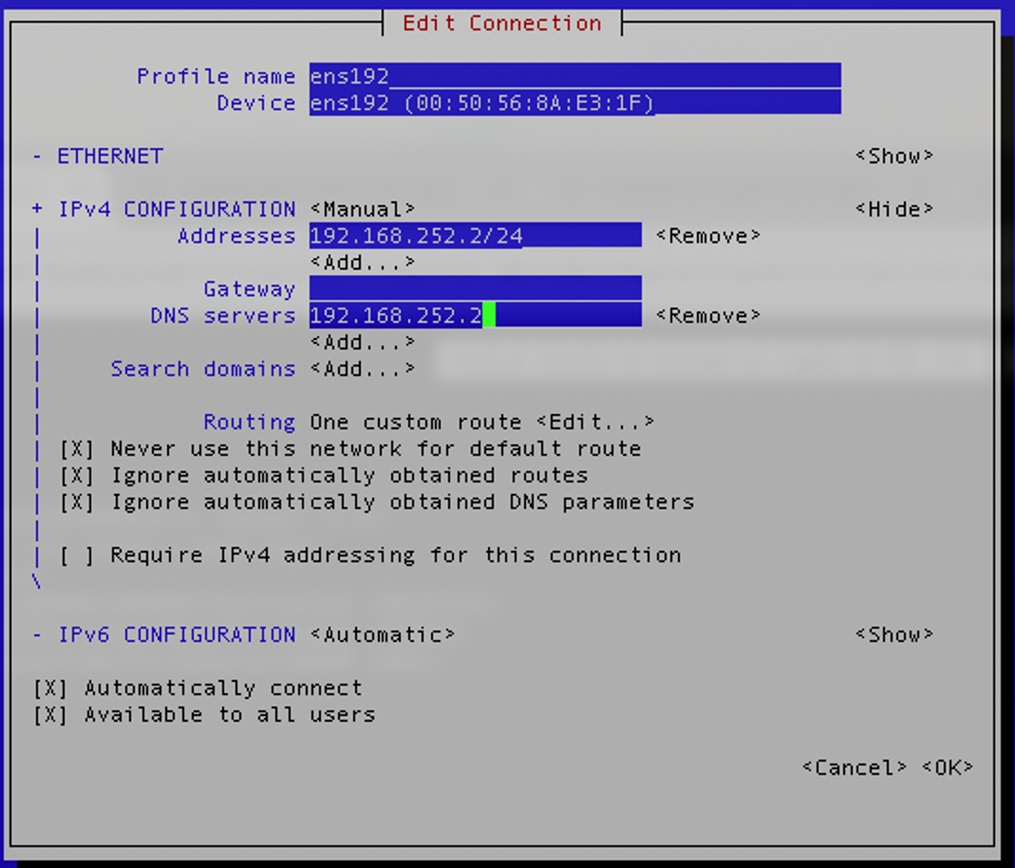 Edit Connection
Profile name ens192
Device ens192 (00:50:56:8A:E3:1F)
- ETHERNET <Show>
+ IPv4 CONFIGURATION <Manual> <Hide>
Addresses 192.168.252.2/24 <Remove>
<Add...>
Gateway
DNS servers 192.168.252.2 <Remove>
<Add...>
Search domains <Add...>
Routing One custom route <Edit...>
[X] Never use this network for default route
[X] Ignore automatically obtained routes
[X] Ignore automatically obtained DNS parameters
[ ] Require IPv4 addressing for this connection
- IPv6 CONFIGURATION <Automatic> <Show>
[X] Automatically connect
[X] Available to all users
<Cancel> <OK>